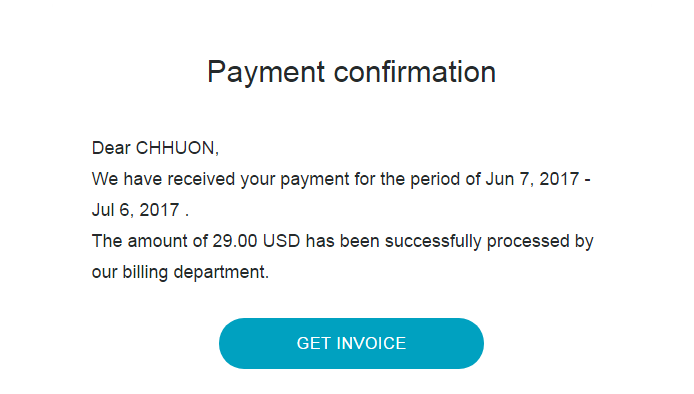 Payment confirmation
Dear CHHUON,
We have received your payment for the period of Jun 7, 2017 -
Jul 6, 2017 .
The amount of 29.00 USD has been successfully processed by
our billing department.
GET INVOICE